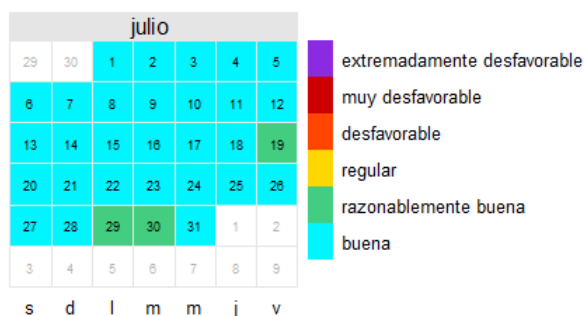 julio
29 30 1 2 3 4 5
6 7 8 9 10 11 12
13 14 15 16 17 18 19
20 21 22 23 24 25 26
27 28 29 30 31 1 2
3 4 5 6 7 8 9
s d l m m j v
extremadamente desfavorable
muy desfavorable
desfavorable
regular
razonablemente buena
buena